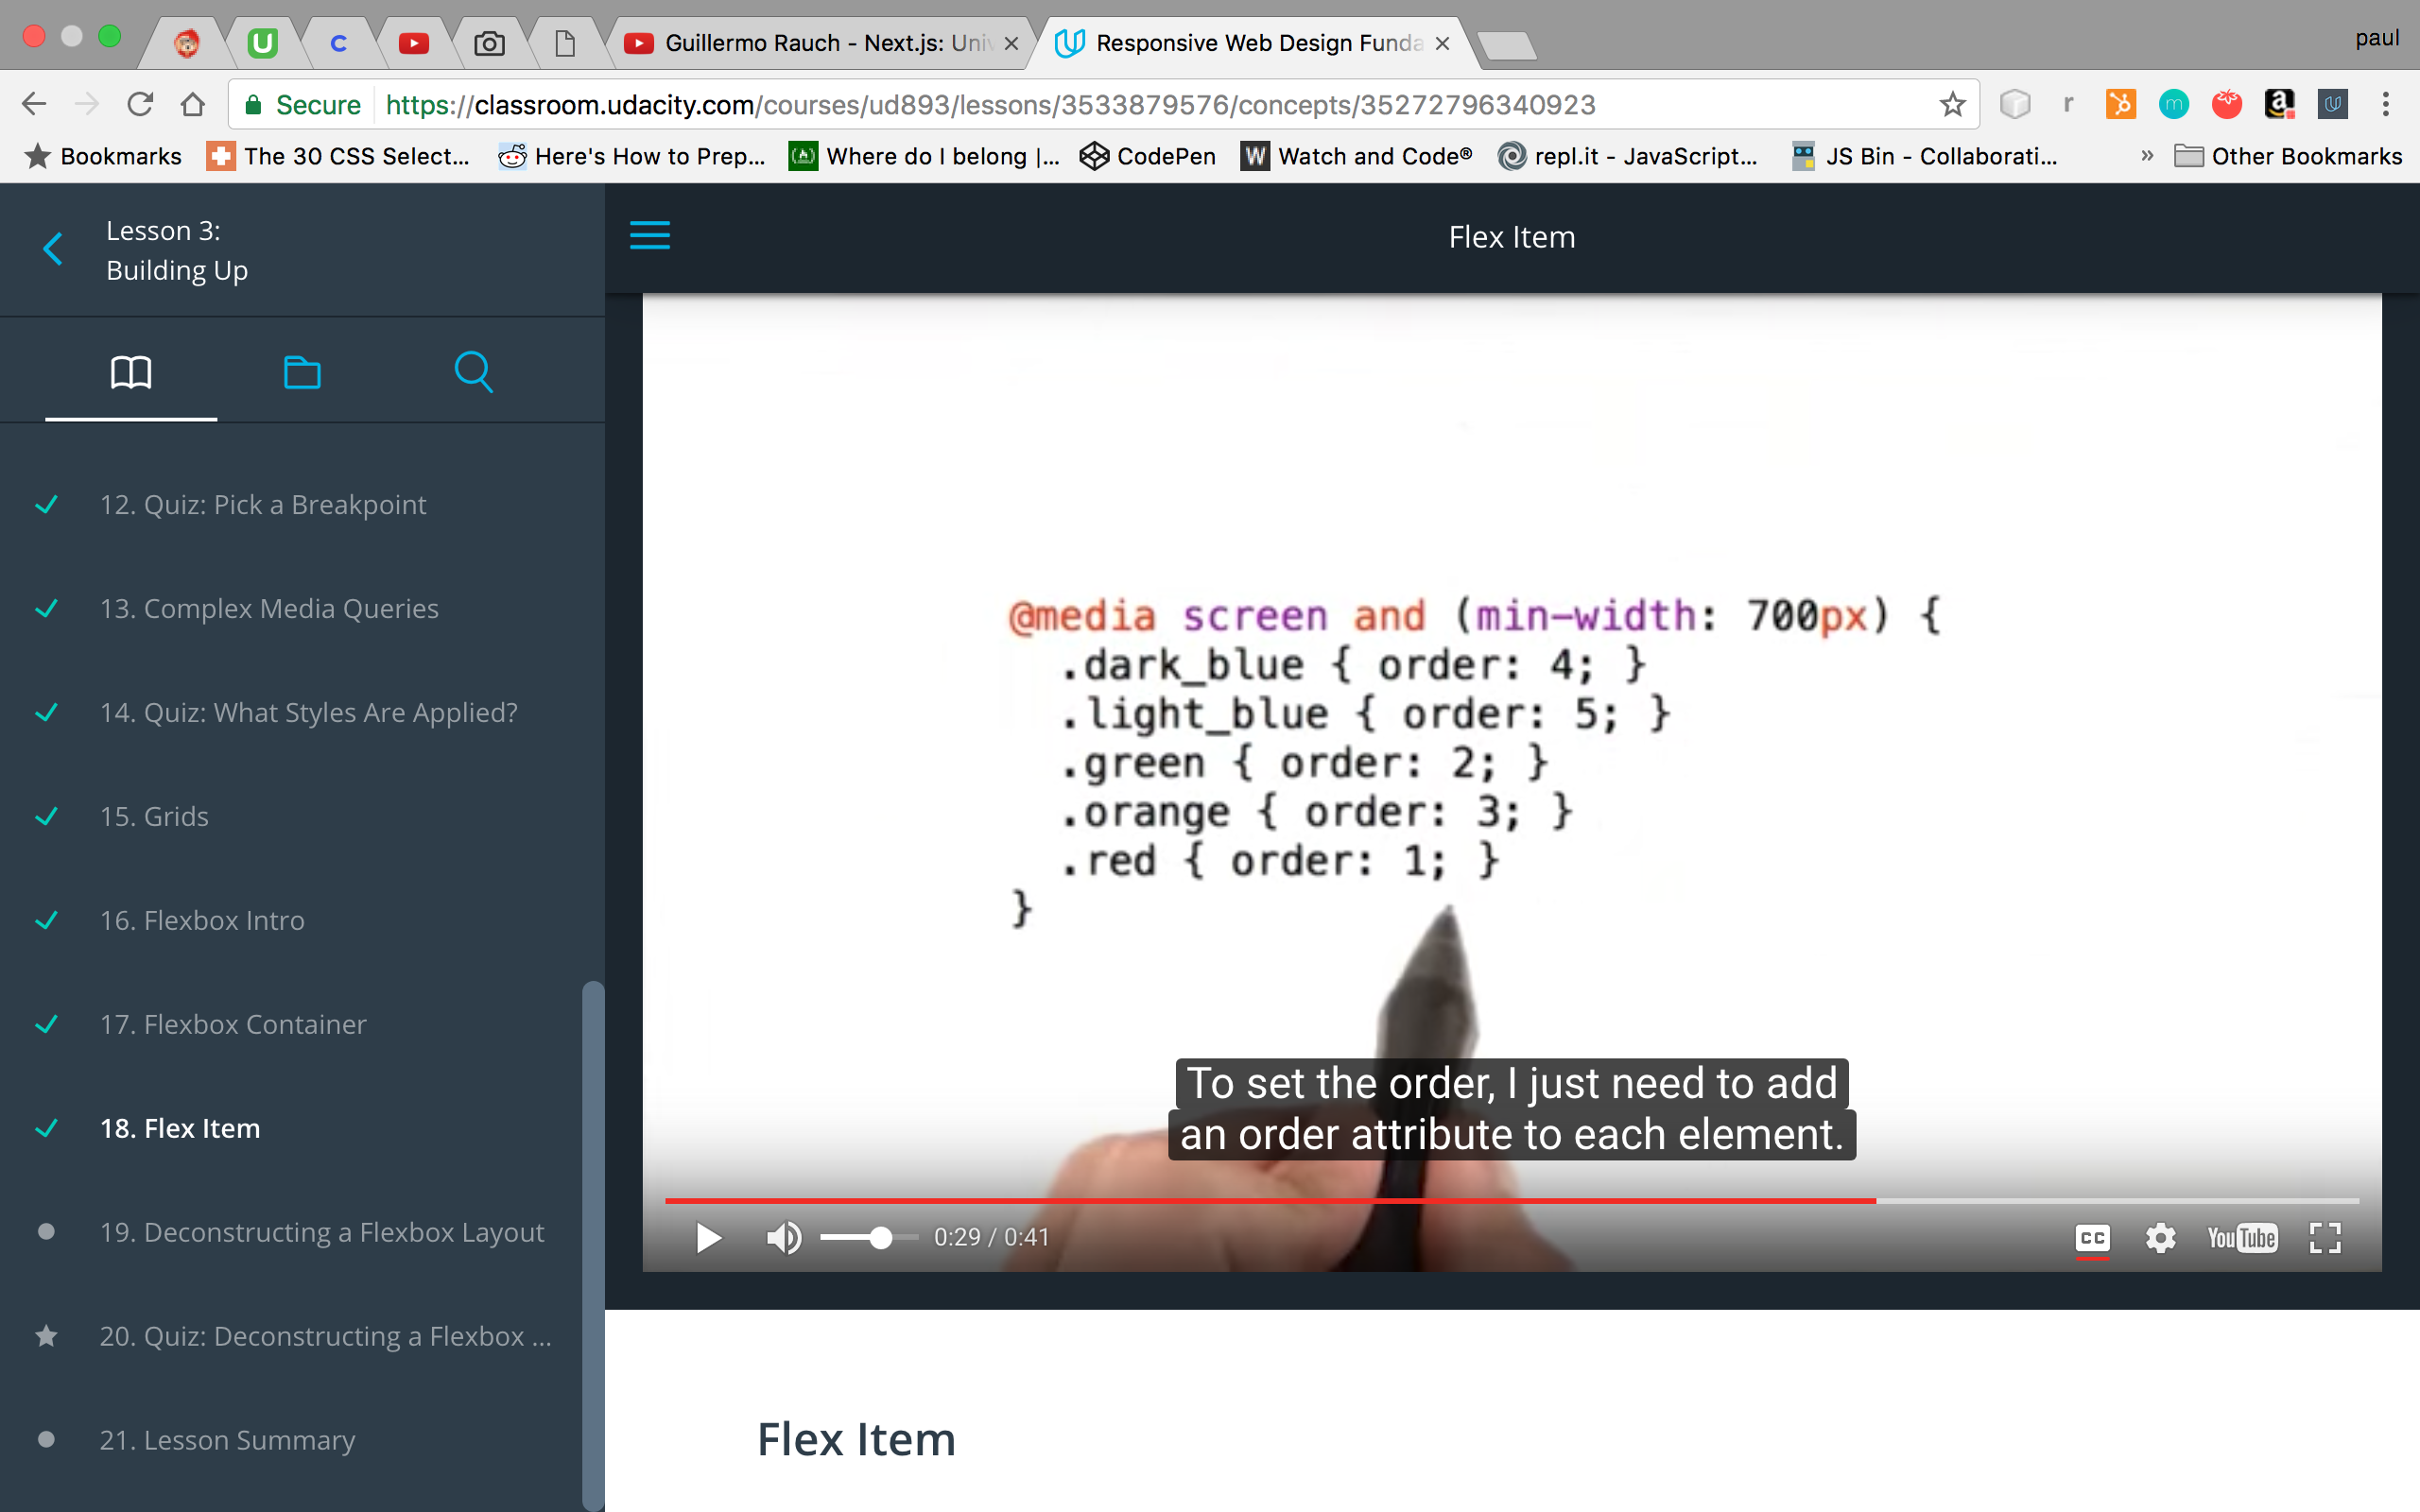 Guillermo Rauch - Next.js: Univ
Responsive Web Design Funda
paul
Secure
https://classroom.udacity.com/courses/ud893/lessons/3533879576/concepts/35272796340923
Bookmarks
The 30 CSS Select...
Here's How to Prep...
Where do I belong |...
CodePen
W
Watch and Code®
repl.it - JavaScript...
JS Bin - Collaborati...
»
Other Bookmarks
Lesson 3:
Building Up
Flex Item
12. Quiz: Pick a Breakpoint
13. Complex Media Queries
14. Quiz: What Styles Are Applied?
15. Grids
16. Flexbox Intro
17. Flexbox Container
18. Flex Item
19. Deconstructing a Flexbox Layout
20. Quiz: Deconstructing a Flexbox ...
21. Lesson Summary
@media screen and (min-width: 700px) {
.dark_blue { order: 4; }
.light_blue { order: 5; }
.green { order: 2; }
.orange { order: 3; }
.red { order: 1; }
}
To set the order, I just need to add
an order attribute to each element.
0:29 / 0:41
CC
YouTube
Flex Item